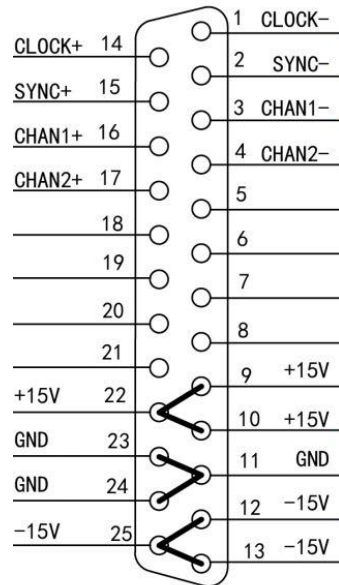 1 CLOCK-
CLOCK+ 14
2 SYNC-
SYNC+ 15
3 CHAN1-
CHAN1+ 16
4 CHAN2-
CHAN2+ 17
5
18
6
19
7
20
8
21
9 +15V
+15V 22
10 +15V
GND 23
11 GND
GND 24
12 -15V
-15V 25
13 -15V